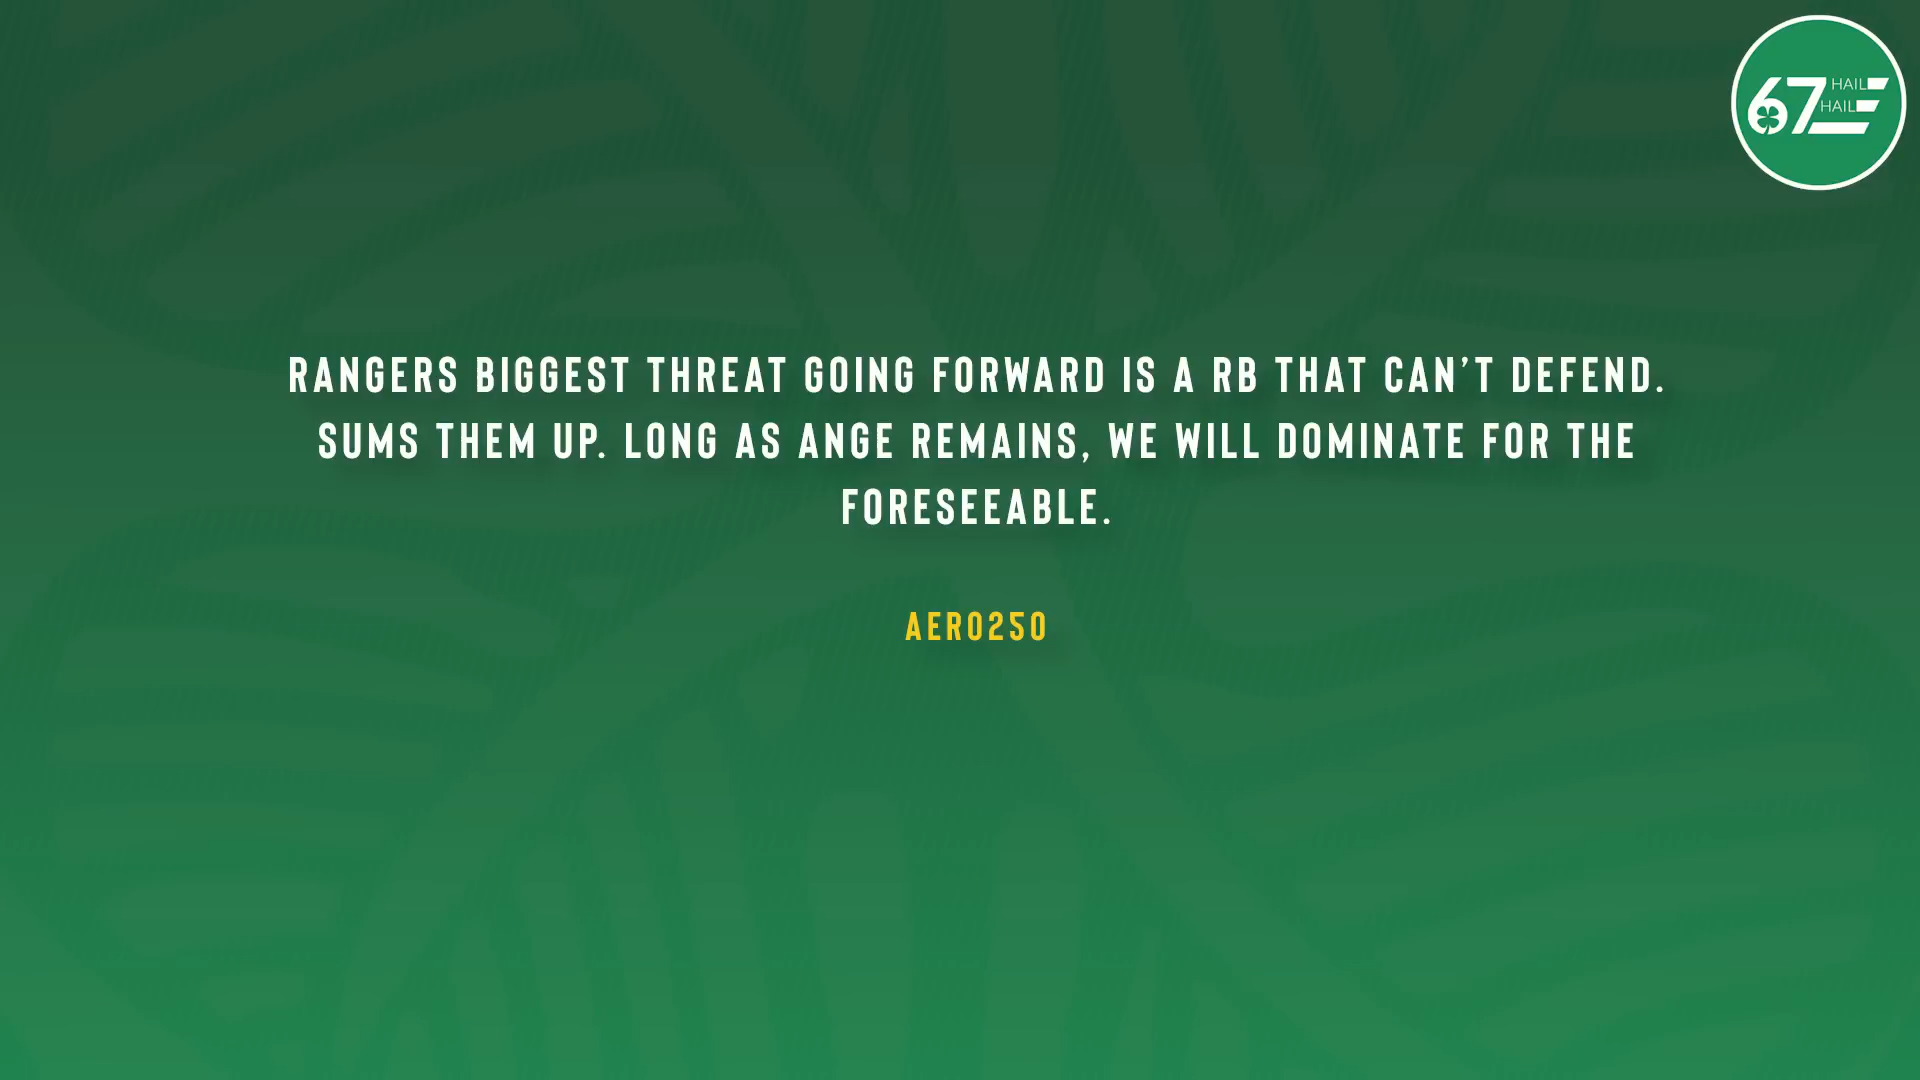 67 HAIL
HAIL
RANGERS BIGGEST THREAT GOING FORWARD IS A RB THAT CAN'T DEFEND.
SUMS THEM UP. LONG AS ANGE REMAINS, WE WILL DOMINATE FOR THE
FORESEEABLE.
AERO250